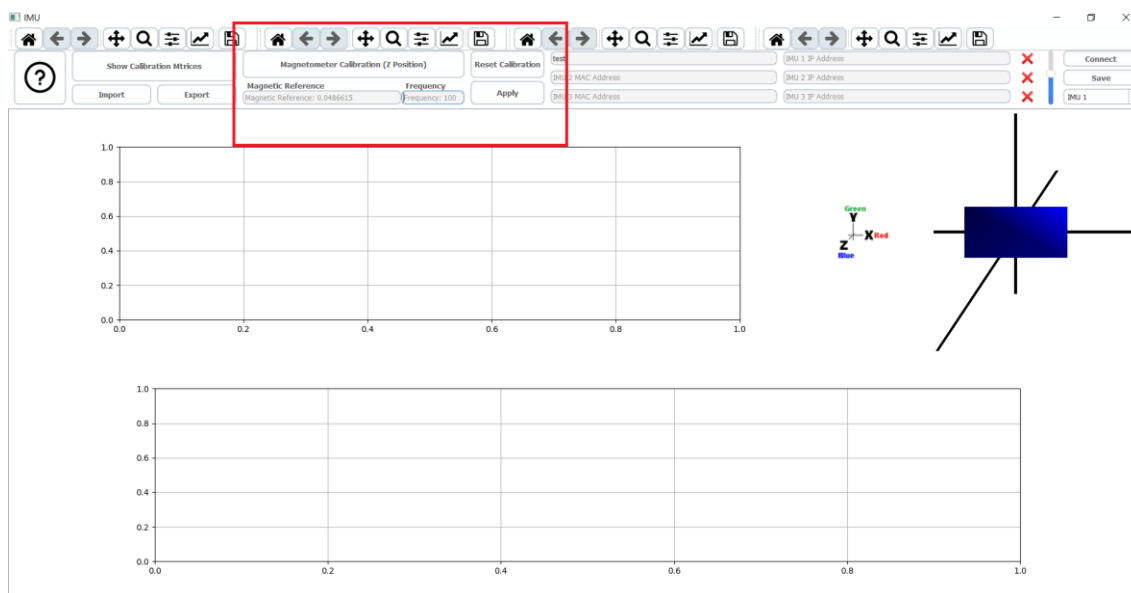 IMU
Show Calibration Mtrices
Import
Export
Magnetometer Calibration (Z Position)
Reset Calibration
Magnetic Reference
Frequency
Magnetic Reference: 0.0486615
Frequency: 100
Apply
test
IMU 1 IP Address
IMU 2 MAC Address
IMU 2 IP Address
IMU 3 MAC Address
IMU 3 IP Address
Connect
Save
IMU 1
1.0
0.8
0.6
0.4
0.2
0.0
0.0 0.2 0.4 0.6 0.8 1.0
Green
Y
X Red
Z
Blue
1.0
0.8
0.6
0.4
0.2
0.0
0.0 0.2 0.4 0.6 0.8 1.0